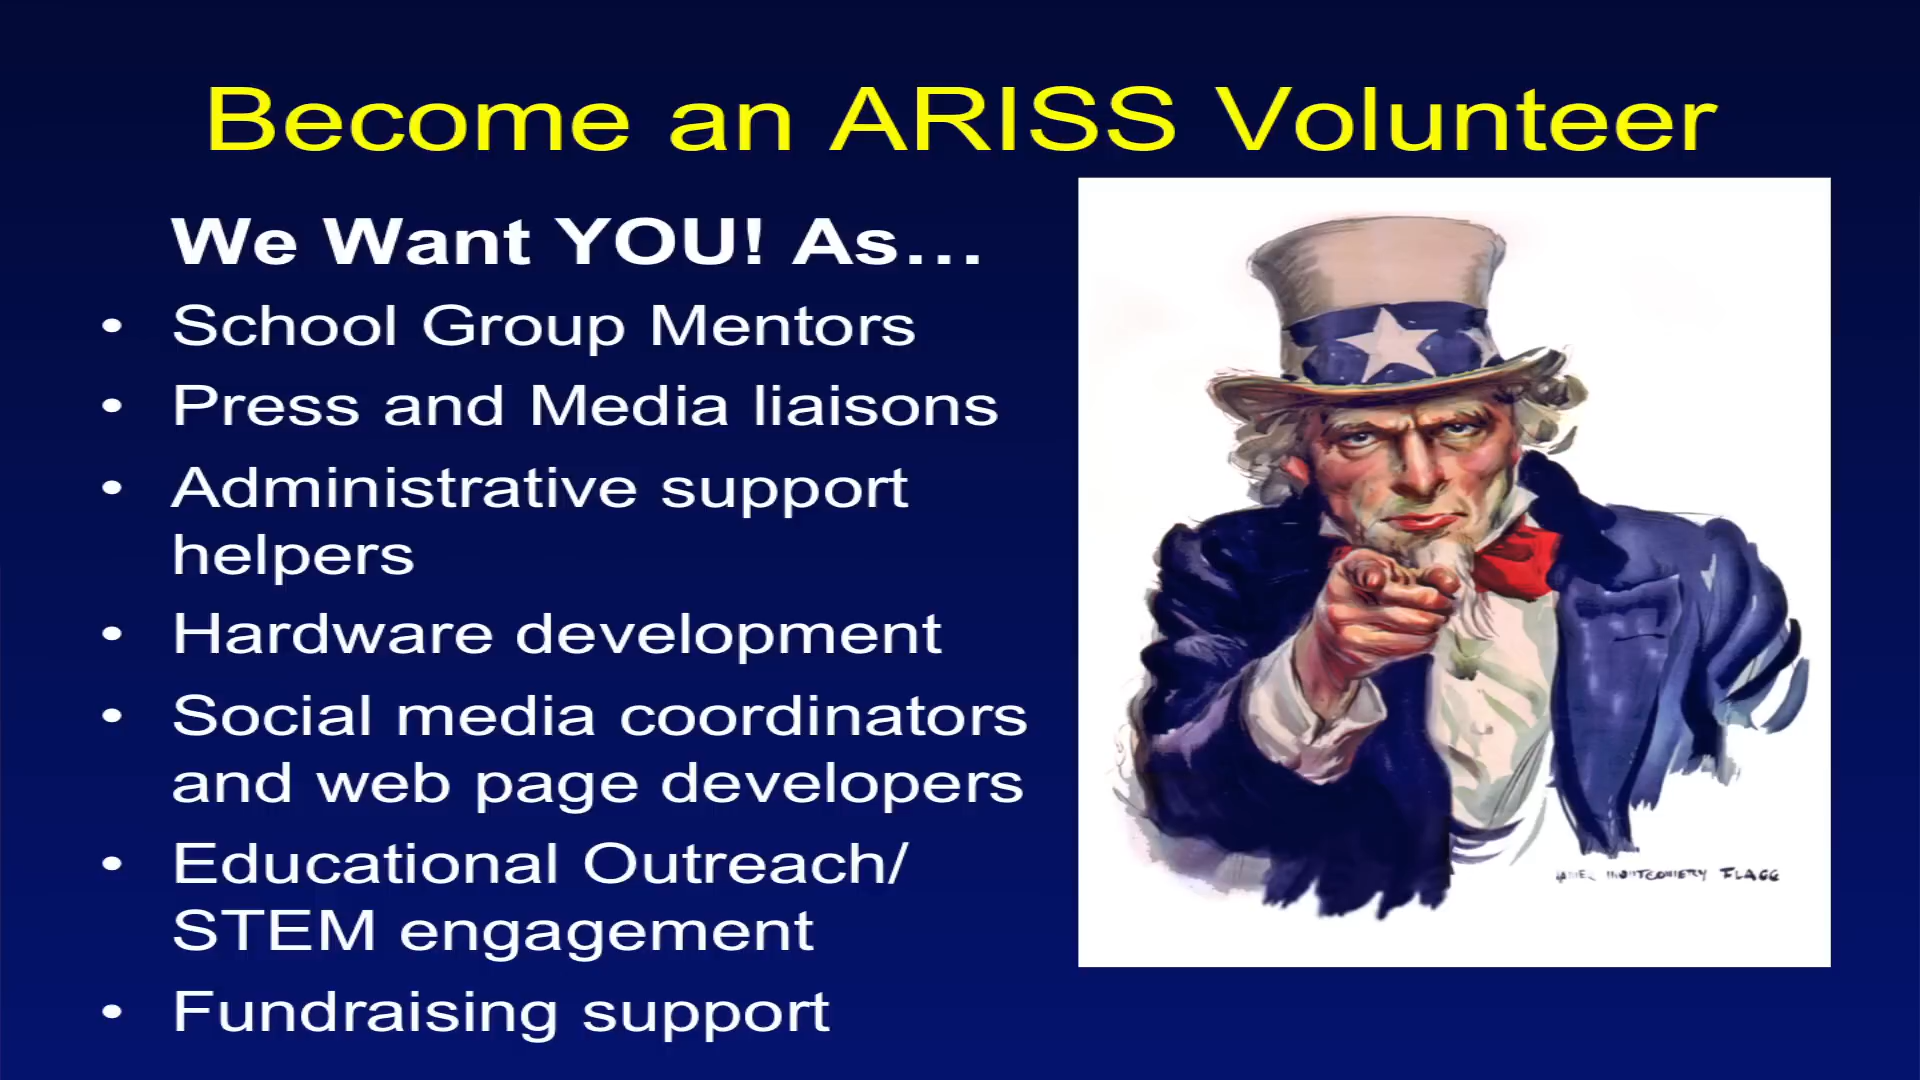 Become an ARISS Volunteer
We Want YOU! As…
• School Group Mentors
• Press and Media liaisons
• Administrative support
helpers
• Hardware development
• Social media coordinators
and web page developers
• Educational Outreach/
STEM engagement
• Fundraising support
JAMES MONTGOMERY FLAGG